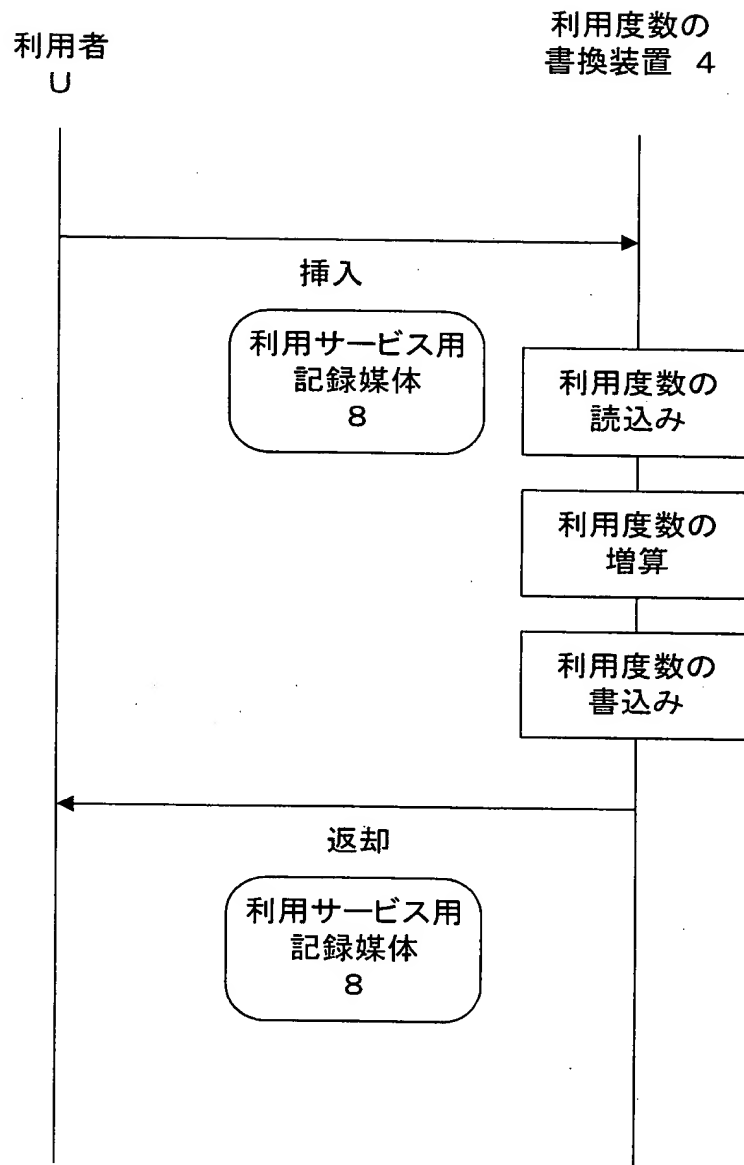 利用者
U
利用度数の
書換装置 4
挿入
利用サービス用
記録媒体
8
利用度数の
読込み
利用度数の
増算
利用度数の
書込み
返却
利用サービス用
記録媒体
8